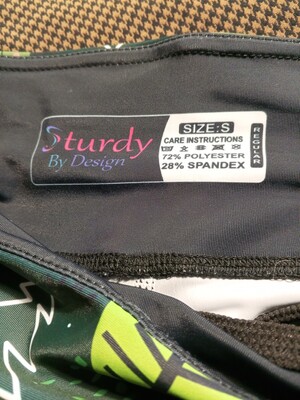 Sturdy
By Design
SIZE:S
CARE INSTRUCTIONS
72% POLYESTER
28% SPANDEX
REGULAR